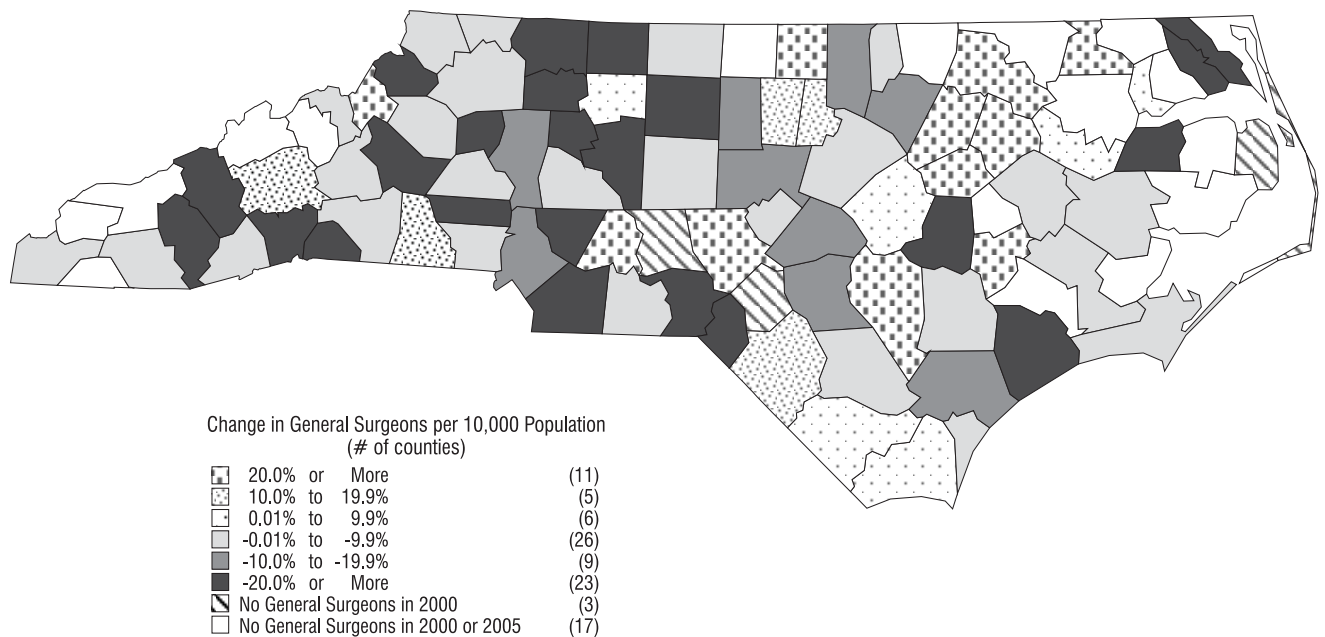 Change in General Surgeons per 10,000 Population
(# of counties)
20.0% or More (11)
10.0% to 19.9% (5)
0.01% to 9.9% (6)
-0.01% to -9.9% (26)
-10.0% to -19.9% (9)
-20.0% or More (23)
No General Surgeons in 2000 (3)
No General Surgeons in 2000 or 2005 (17)